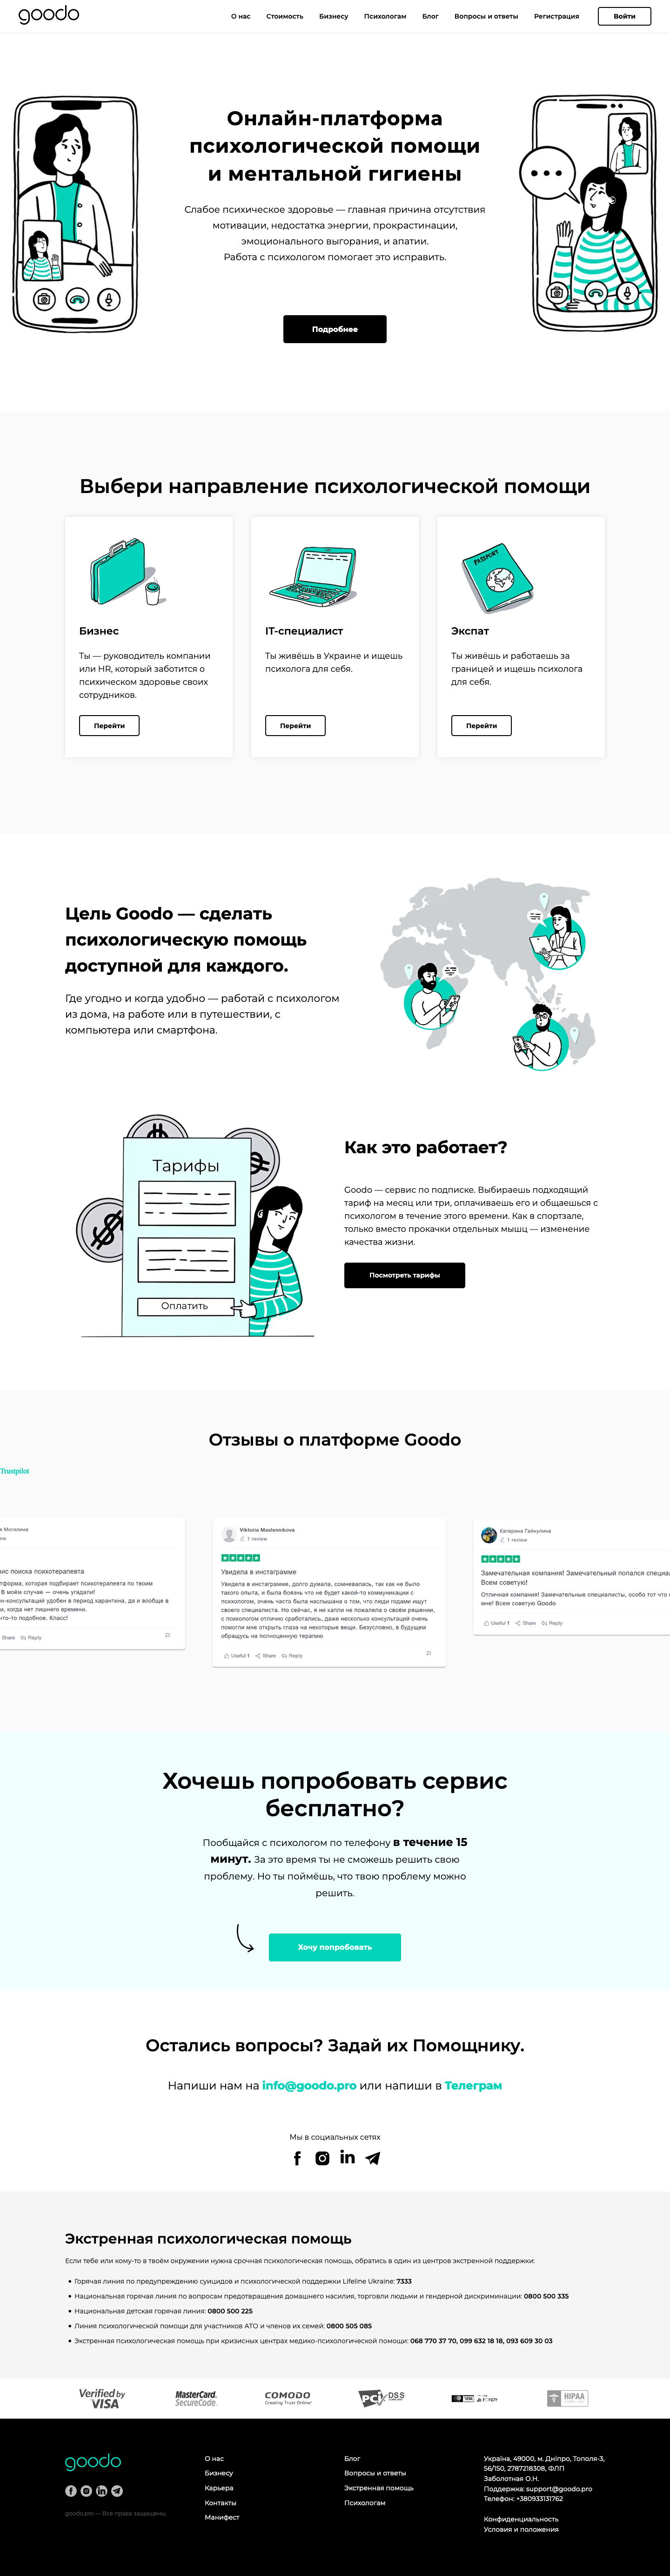 goodo
О нас
Стоимость
Бизнесу
Психологам
Блог
Вопросы и ответы
Регистрация
Войти
Онлайн-платформа
психологической помощи
и ментальной гигиены
Слабое психическое здоровье — главная причина отсутствия
мотивации, недостатка энергии, прокрастинации,
эмоционального выгорания, и апатии.
Работа с психологом помогает это исправить.
Подробнее
Выбери направление психологической помощи
Бизнес
Ты — руководитель компании
или HR, который заботится о
психическом здоровье своих
сотрудников.
Перейти
IT-специалист
Ты живёшь в Украине и ищешь
психолога для себя.
Перейти
PASSPORT
Экспат
Ты живёшь и работаешь за
границей и ищешь психолога
для себя.
Перейти
Цель Goodo — сделать
психологическую помощь
доступной для каждого.
Где угодно и когда удобно — работай с психологом
из дома, на работе или в путешествии, с
компьютера или смартфона.
Тарифы
Оплатить
Как это работает?
Goodo — сервис по подписке. Выбираешь подходящий
тариф на месяц или три, оплачиваешь его и общаешься с
психологом в течение этого времени. Как в спортзале,
только вместо прокачки отдельных мышц — изменение
качества жизни.
Посмотреть тарифы
Отзывы о платформе Goodo
Trustpilot
я Могилина
ew
ис поиска психотерапевта
тформа, которая подбирает психотерапевта по твоим
В моём случае — очень угадали!
н-консультаций удобен в период карантина, да и вообще в
и, когда нет лишнего времени.
что-то подобное. Класс!
Share
Reply
Viktoria Maslennikova
1 review
Увидела в инстаграмме
Увидела в инстаграмме, долго думала, сомневалась, так как не было
такого опыта, и была боязнь что не будет какой-то коммуникации с
психологом, очень часто была наслышана о том, что люди годами ищут
своего специалиста. Но сейчас, я ни капли не пожалела о своём решении,
с психологом отлично сработались, даже несколько консультаций очень
помогли мне открыть глаза на некоторые вещи. Безусловно, в будущем
обращусь на полноценную терапию
Useful 1
Share
Reply
Катерина Гайнулина
1 review
Замечательная компания! Замечательный попался специа
Всем советую!
Отличная компания! Замечательные специалисты, особо тот что
мне! Всем советую Goodo
Useful 1
Share
Reply
Хочешь попробовать сервис
бесплатно?
Пообщайся с психологом по телефону в течение 15
минут. За это время ты не сможешь решить свою
проблему. Но ты поймёшь, что твою проблему можно
решить.
Хочу попробовать
Остались вопросы? Задай их Помощнику.
Напиши нам на info@goodo.pro или напиши в Телеграм
Мы в социальных сетях
Экстренная психологическая помощь
Если тебе или кому-то в твоём окружении нужна срочная психологическая помощь, обратись в один из центров экстренной поддержки:
Горячая линия по предупреждению суицидов и психологической поддержки Lifeline Ukraine: 7333
Национальная горячая линия по вопросам предотвращения домашнего насилия, торговли людьми и гендерной дискриминации: 0800 500 335
Национальная детская горячая линия: 0800 500 225
Линия психологической помощи для участников АТО и членов их семей: 0800 505 085
Экстренная психологическая помощь при кризисных центрах медико-психологической помощи: 068 770 37 70, 099 632 18 18, 093 609 30 03
Verified by
VISA
MasterCard.
SecureCode.
COMODO
Creating Trust Online®
PCI DSS
FONDY
HIPAA
goodo
goodo.pro — Все права защищены
О нас
Бизнесу
Карьера
Контакты
Манифест
Блог
Вопросы и ответы
Экстренная помощь
Психологам
Україна, 49000, м. Дніпро, Тополя-3,
56/150, 2787218308, ФЛП
Заболотная О.Н.
Поддержка: support@goodo.pro
Телефон: +380933131762
Конфиденциальность
Условия и положения